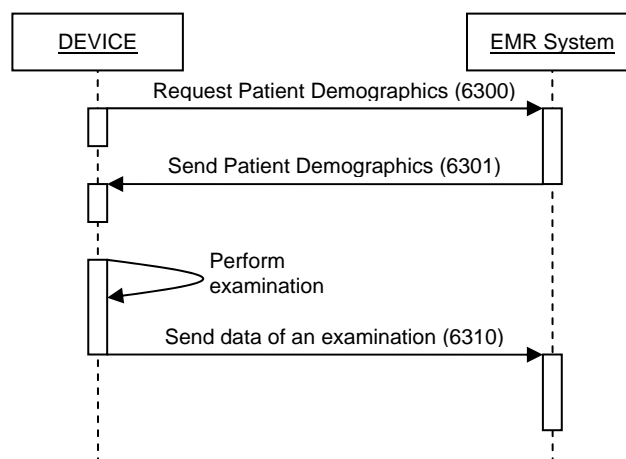 DEVICE
EMR System
Request Patient Demographics (6300)
Send Patient Demographics (6301)
Perform
examination
Send data of an examination (6310)